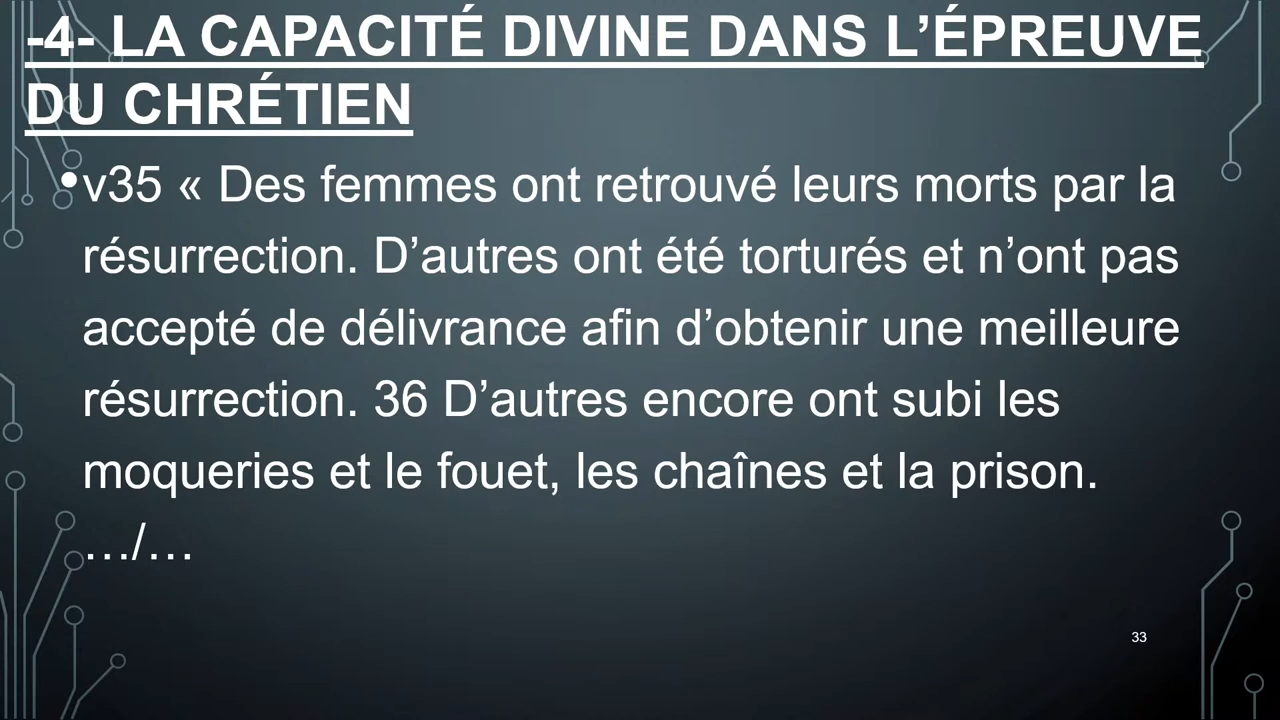 -4- LA CAPACITÉ DIVINE DANS L’ÉPREUVE
DU CHRÉTIEN
•v35 « Des femmes ont retrouvé leurs morts par la
résurrection. D’autres ont été torturés et n’ont pas
accepté de délivrance afin d’obtenir une meilleure
résurrection. 36 D’autres encore ont subi les
moqueries et le fouet, les chaînes et la prison.
…/…
33